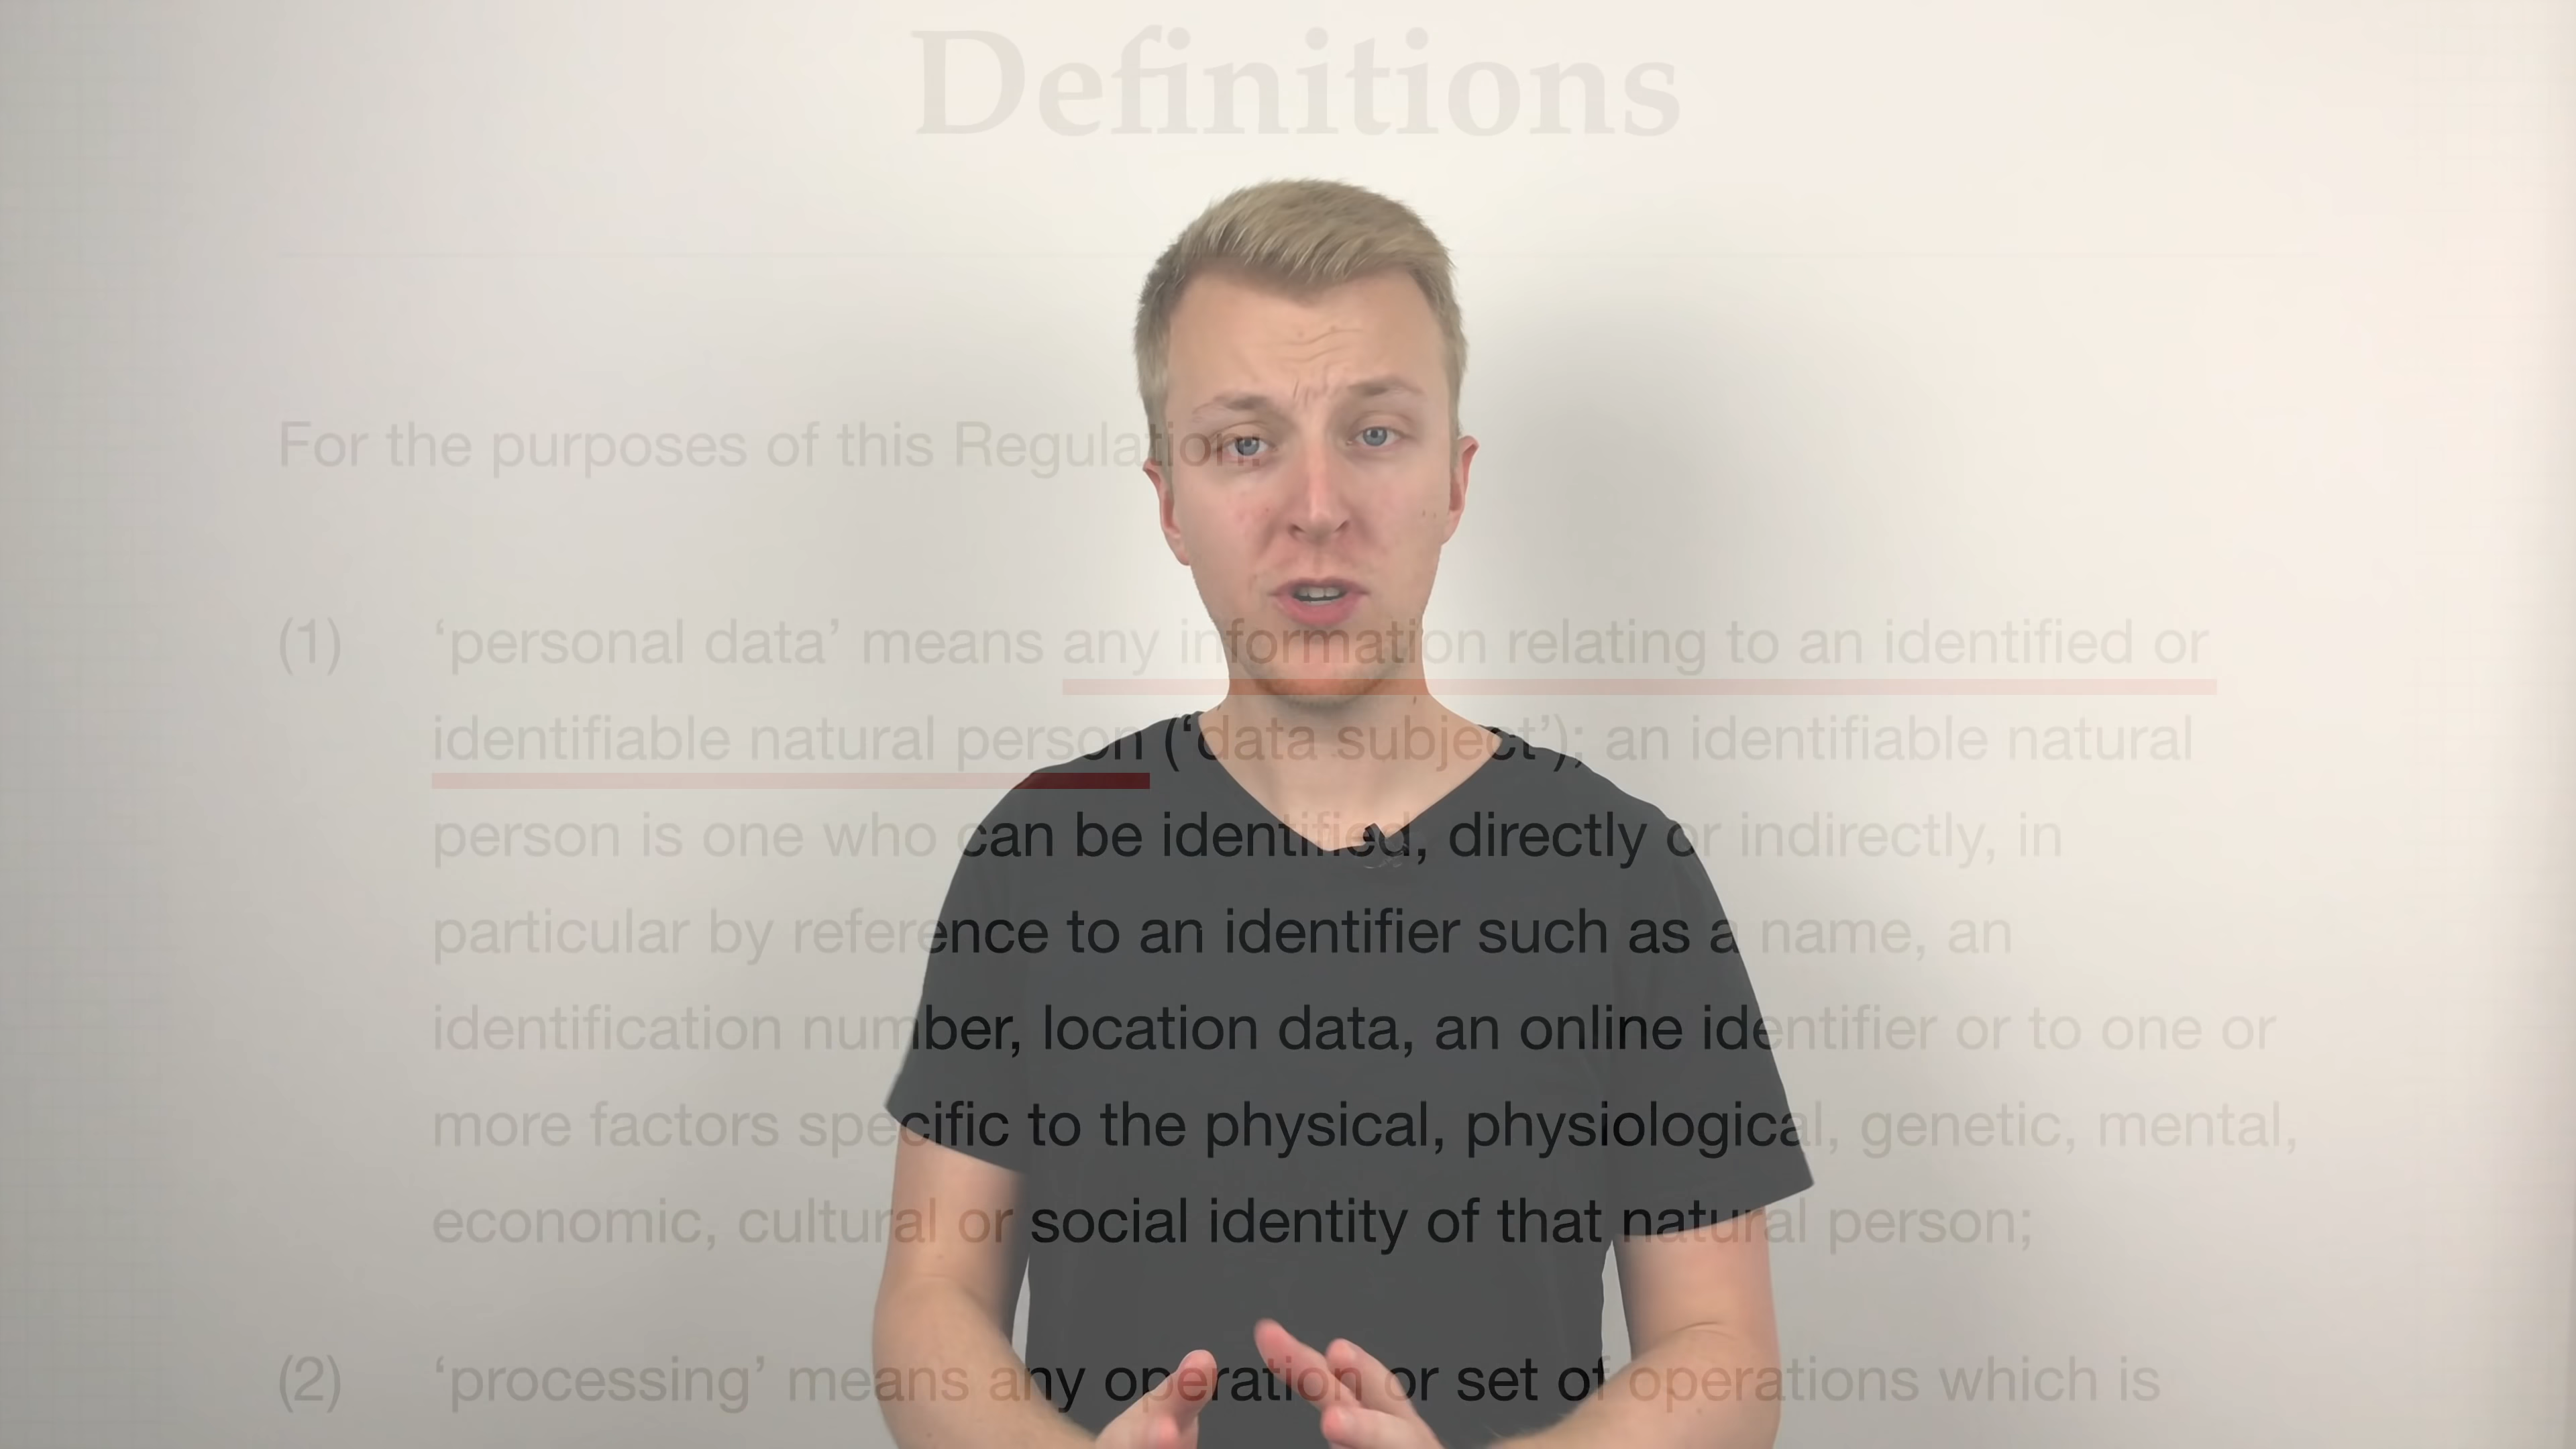 Definitions
For the purposes of this Regulation:
(1) ‘personal data’ means any information relating to an identified or
identifiable natural person (‘data subject’); an identifiable natural
person is one who can be identified, directly or indirectly, in
particular by reference to an identifier such as a name, an
identification number, location data, an online identifier or to one or
more factors specific to the physical, physiological, genetic, mental,
economic, cultural or social identity of that natural person;
(2) ‘processing’ means any operation or set of operations which is